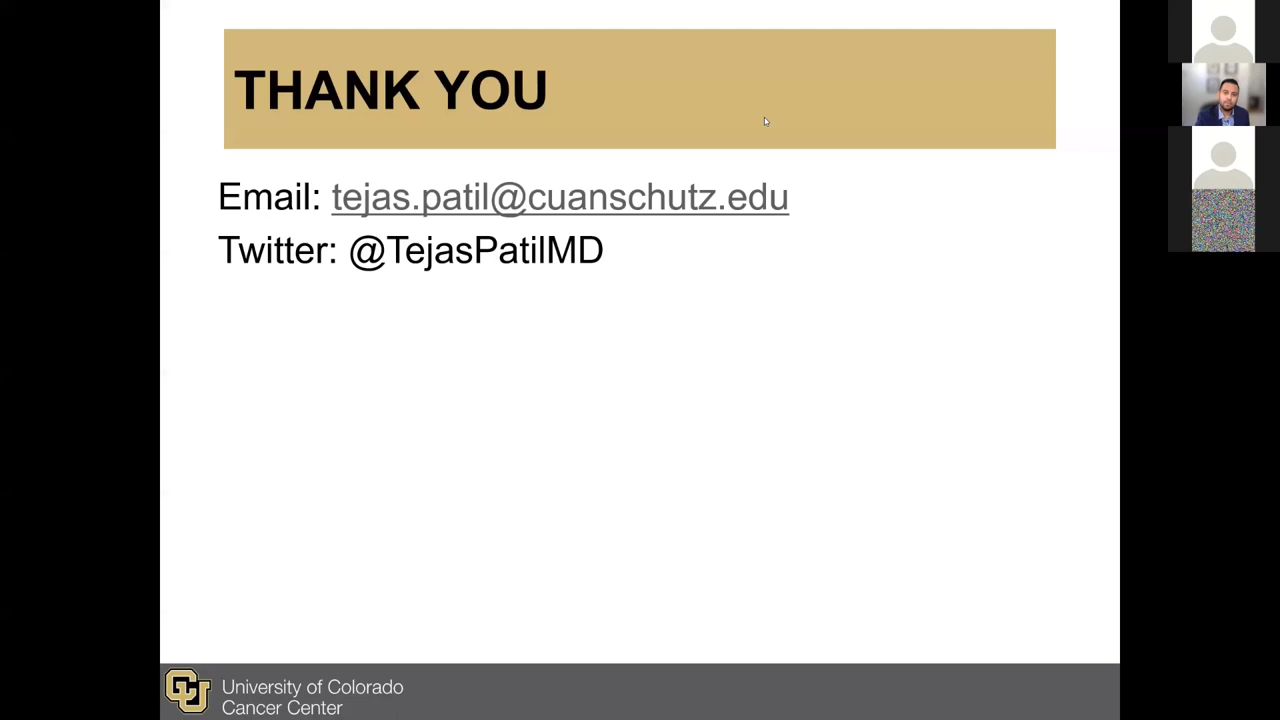 THANK YOU
Email: tejas.patil@cuanschutz.edu
Twitter: @TejasPatilMD
University of Colorado
Cancer Center